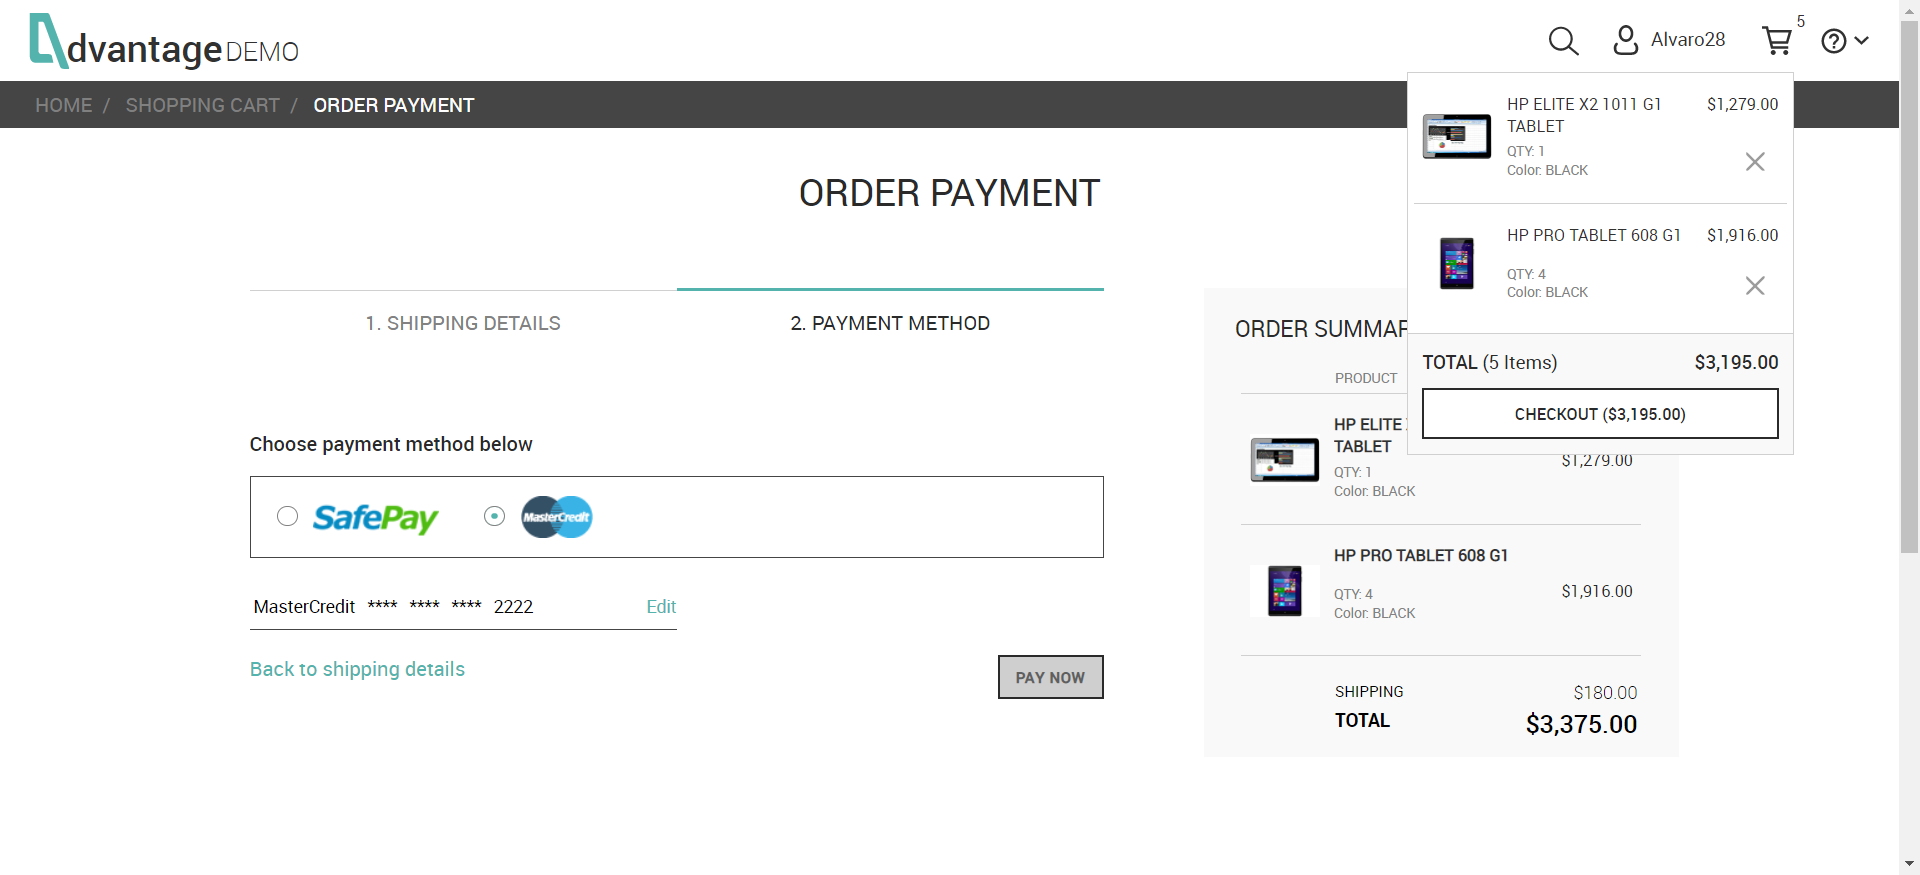 AdvantageDEMO
Alvaro28
5
HOME / SHOPPING CART / ORDER PAYMENT
HP ELITE X2 1011 G1 $1,279.00
TABLET
QTY: 1
Color: BLACK
HP PRO TABLET 608 G1 $1,916.00
QTY: 4
Color: BLACK
TOTAL (5 Items) $3,195.00
CHECKOUT ($3,195.00)
ORDER PAYMENT
1. SHIPPING DETAILS
2. PAYMENT METHOD
Choose payment method below
SafePay
MasterCredit
MasterCredit **** **** **** 2222 Edit
Back to shipping details
PAY NOW
ORDER SUMMAR
PRODUCT
HP ELITE
TABLET
QTY: 1
Color: BLACK
$1,279.00
HP PRO TABLET 608 G1
QTY: 4
Color: BLACK
$1,916.00
SHIPPING $180.00
TOTAL $3,375.00